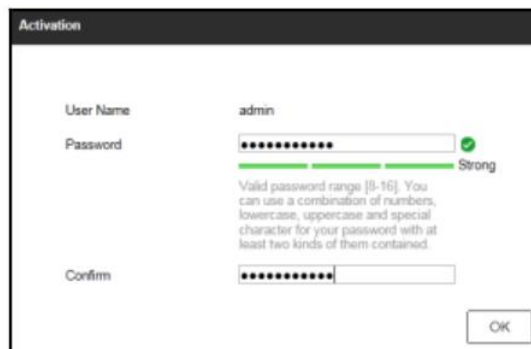 Activation
User Name admin
Password ●●●●●●●●●●●
Strong
Valid password range [8-16]. You
can use a combination of numbers,
lowercase, uppercase and special
character for your password with at
least two kinds of them contained.
Confirm ●●●●●●●●●●●
OK